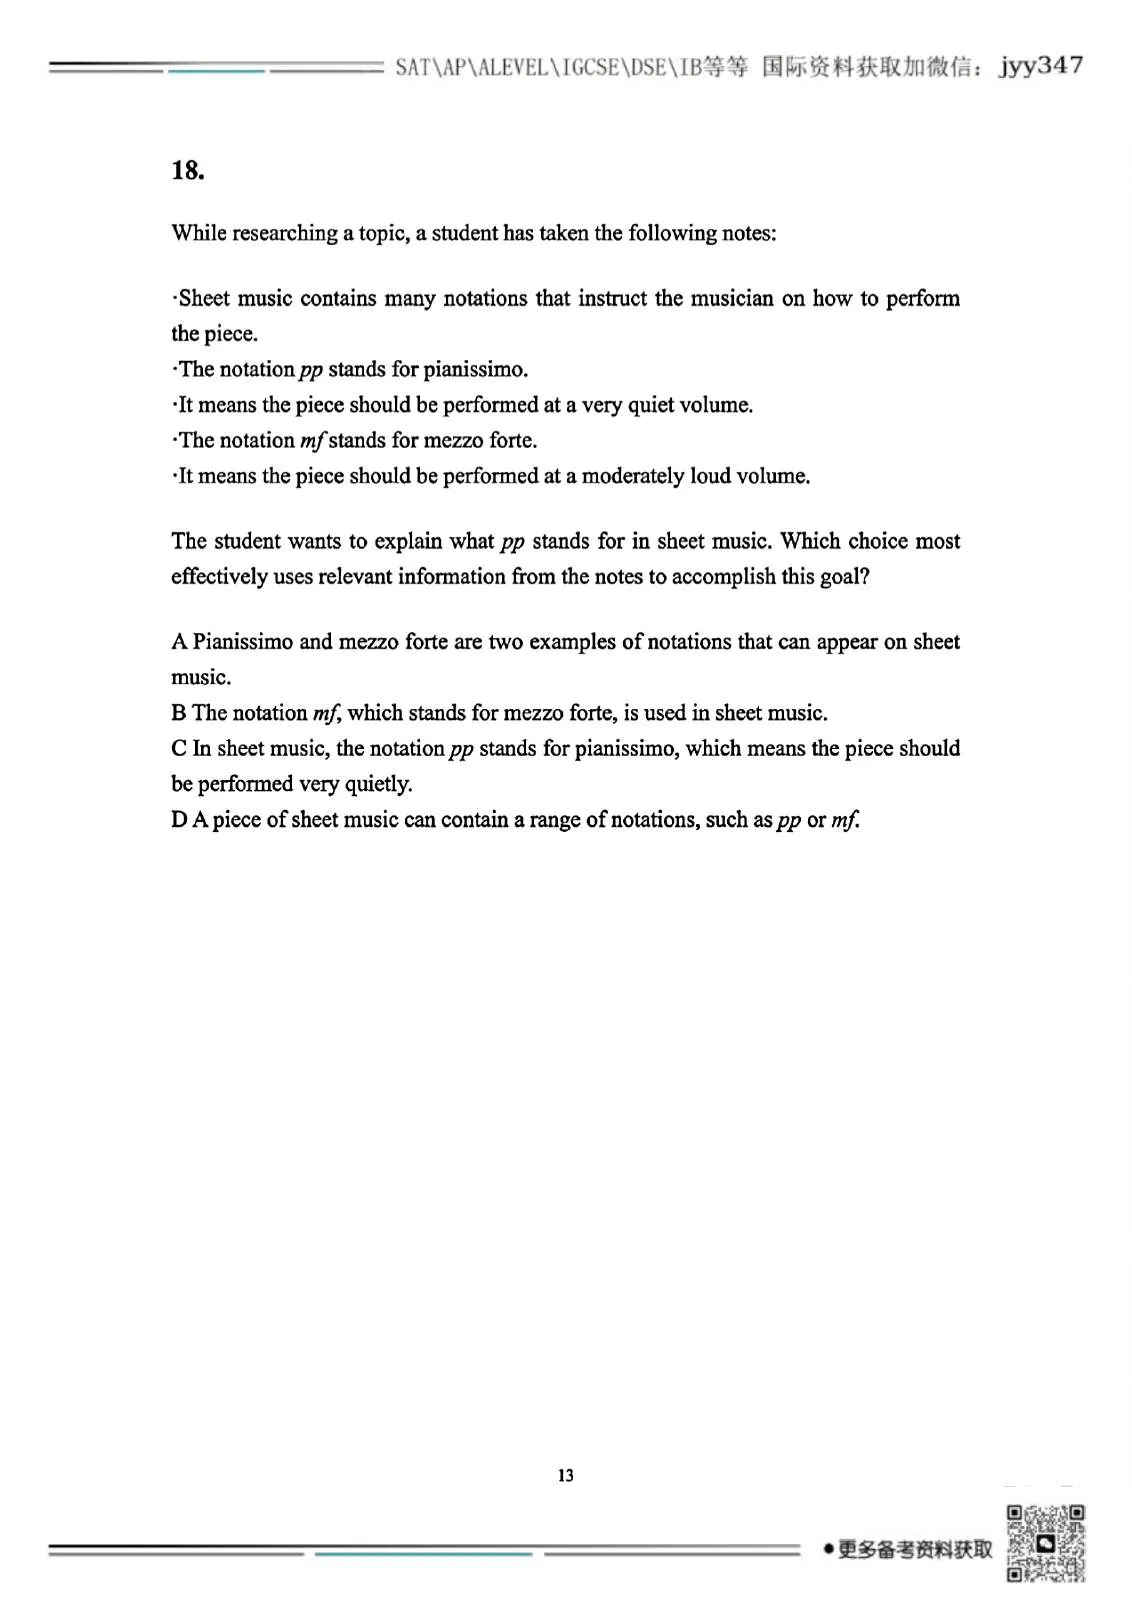 SAT\AP\ALEVEL\IGCSE\DSE\IB等等 国际资料获取加微信: jyy347
18.
While researching a topic, a student has taken the following notes:
·Sheet music contains many notations that instruct the musician on how to perform
the piece.
·The notation pp stands for pianissimo.
·It means the piece should be performed at a very quiet volume.
·The notation mf stands for mezzo forte.
·It means the piece should be performed at a moderately loud volume.
The student wants to explain what pp stands for in sheet music. Which choice most
effectively uses relevant information from the notes to accomplish this goal?
A Pianissimo and mezzo forte are two examples of notations that can appear on sheet
music.
B The notation mf, which stands for mezzo forte, is used in sheet music.
C In sheet music, the notation pp stands for pianissimo, which means the piece should
be performed very quietly.
D A piece of sheet music can contain a range of notations, such as pp or mf.
13
●更多备考资料获取